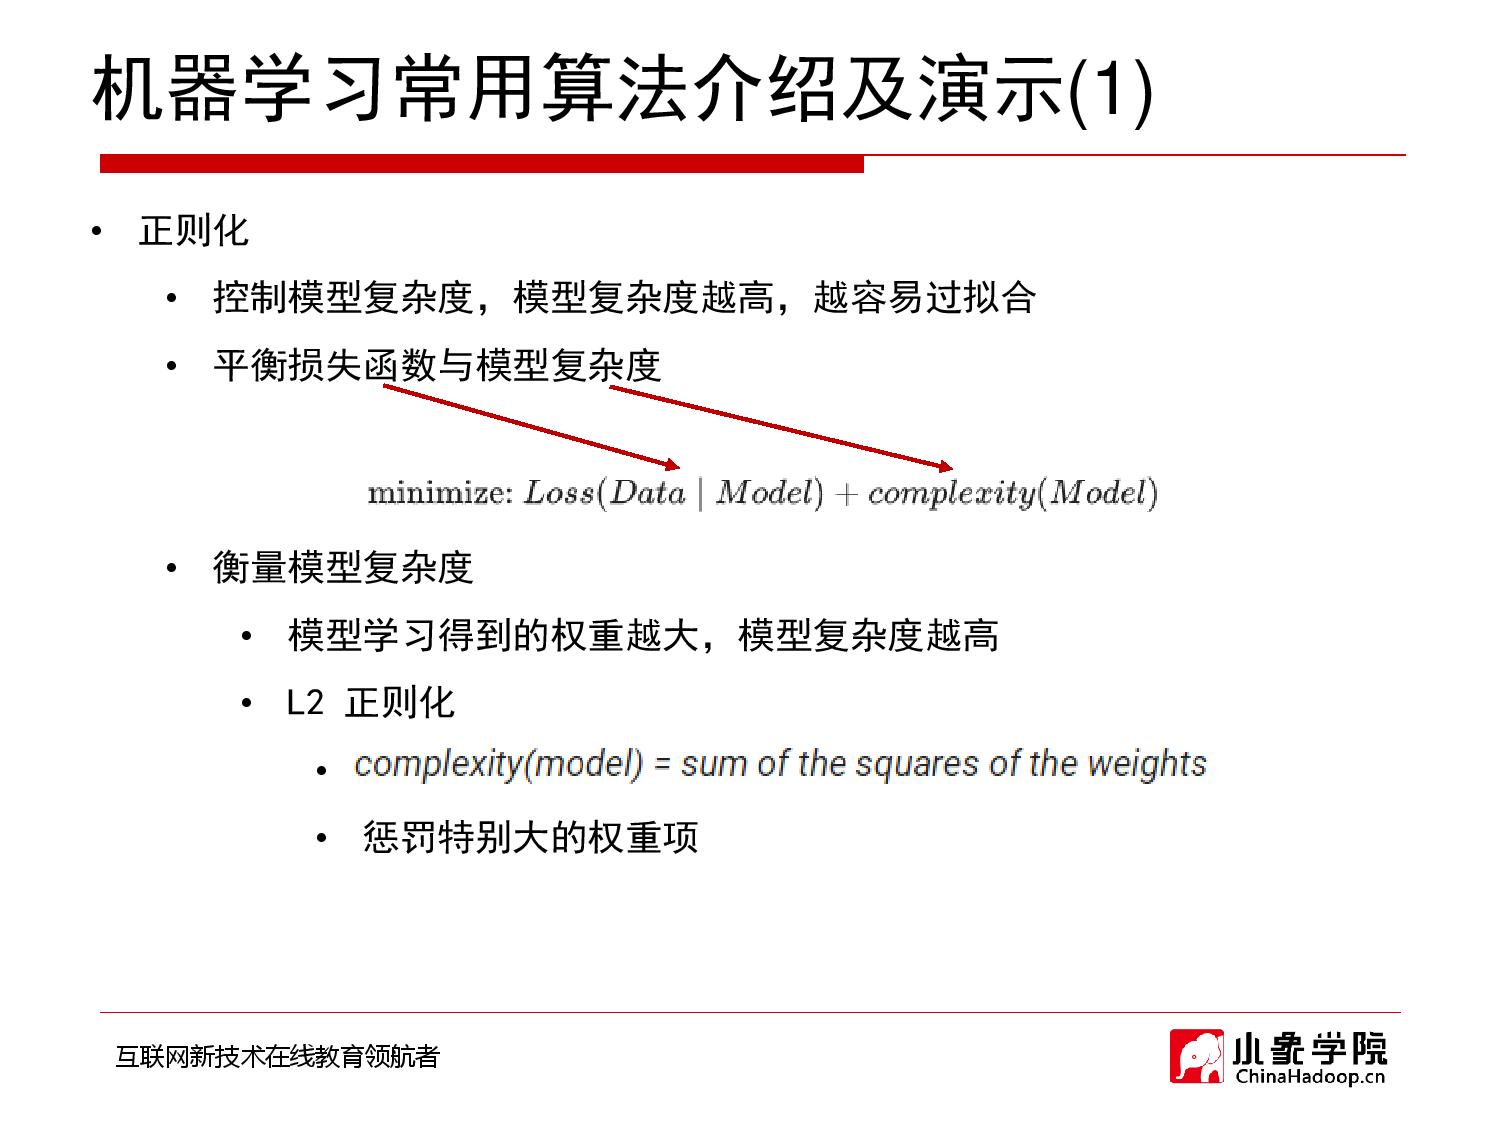 机器学习常用算法介绍及演示(1)
• 正则化
• 控制模型复杂度，模型复杂度越高，越容易过拟合
• 平衡损失函数与模型复杂度
minimize: Loss(Data | Model) + complexity(Model)
• 衡量模型复杂度
• 模型学习得到的权重越大，模型复杂度越高
• L2 正则化
• complexity(model) = sum of the squares of the weights
• 惩罚特别大的权重项
互联网新技术在线教育领航者
小象学院
ChinaHadoop.cn